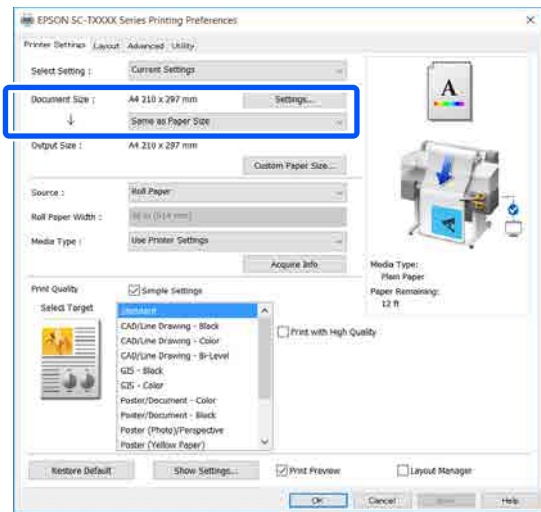 EPSON SC-TXXXX Series Printing Preferences
Printer Settings Layout Advanced Utility
Select Setting : Current Settings
Document Size : A4 210 x 297 mm Settings...
↓ Same as Paper Size
Output Size : A4 210 x 297 mm
Custom Paper Size...
Source : Roll Paper
Roll Paper Width :
Media Type : Use Printer Settings
Acquire Info
A
Media Type:
Plain Paper
Paper Remaining:
12 ft
Print Quality Simple Settings
Select Target
Standard
CAD/Line Drawing - Black
CAD/Line Drawing - Color
CAD/Line Drawing - Bi-Level
GIS - Black
GIS - Color
Poster/Document - Color
Poster/Document - Black
Poster (Photo)/Perspective
Poster (Yellow Paper)
Print with High Quality
Restore Default Show Settings... Print Preview Layout Manager
OK Cancel Help